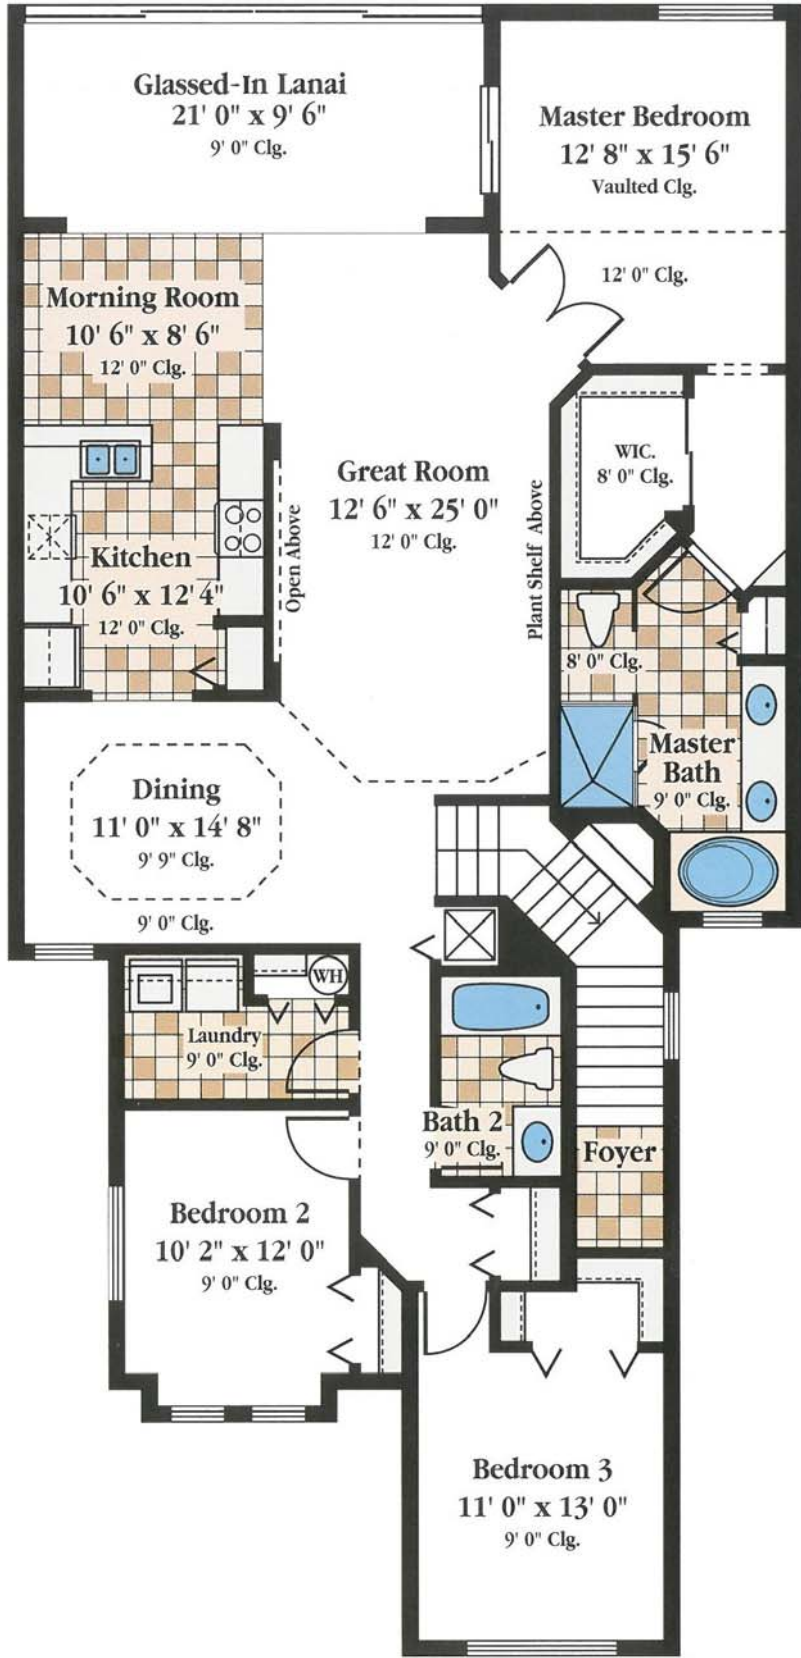 Glassed-In Lanai
21' 0" x 9' 6"
9' 0" Clg.
Master Bedroom
12' 8" x 15' 6"
Vaulted Clg.
12' 0" Clg.
Morning Room
10' 6" x 8' 6"
12' 0" Clg.
WIC.
8' 0" Clg.
Great Room
12' 6" x 25' 0"
12' 0" Clg.
Open Above
Plant Shelf Above
Kitchen
10' 6" x 12' 4"
12' 0" Clg.
8' 0" Clg.
Master
Bath
9' 0" Clg.
Dining
11' 0" x 14' 8"
9' 9" Clg.
9' 0" Clg.
WH
Laundry
9' 0" Clg.
Bath 2
9' 0" Clg.
Foyer
Bedroom 2
10' 2" x 12' 0"
9' 0" Clg.
Bedroom 3
11' 0" x 13' 0"
9' 0" Clg.